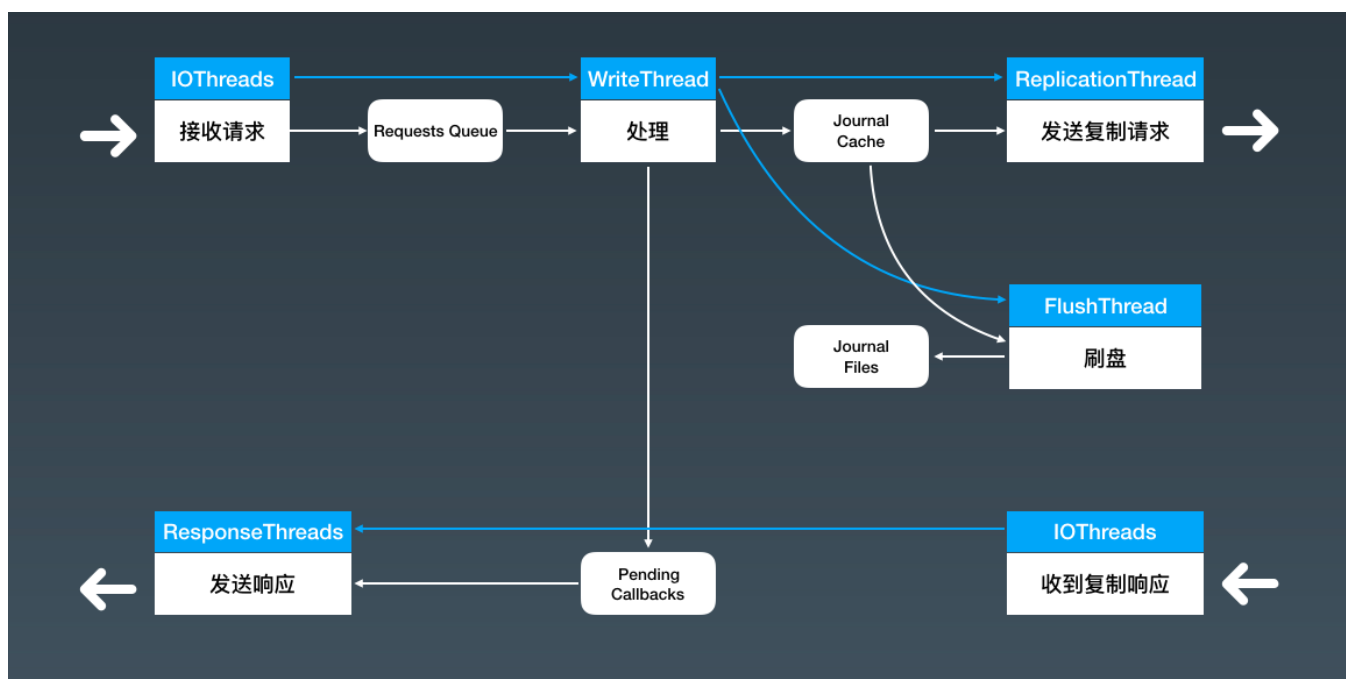 IOThreads
接收请求
Requests Queue
WriteThread
处理
Journal
Cache
ReplicationThread
发送复制请求
FlushThread
刷盘
Journal
Files
ResponseThreads
发送响应
Pending
Callbacks
IOThreads
收到复制响应